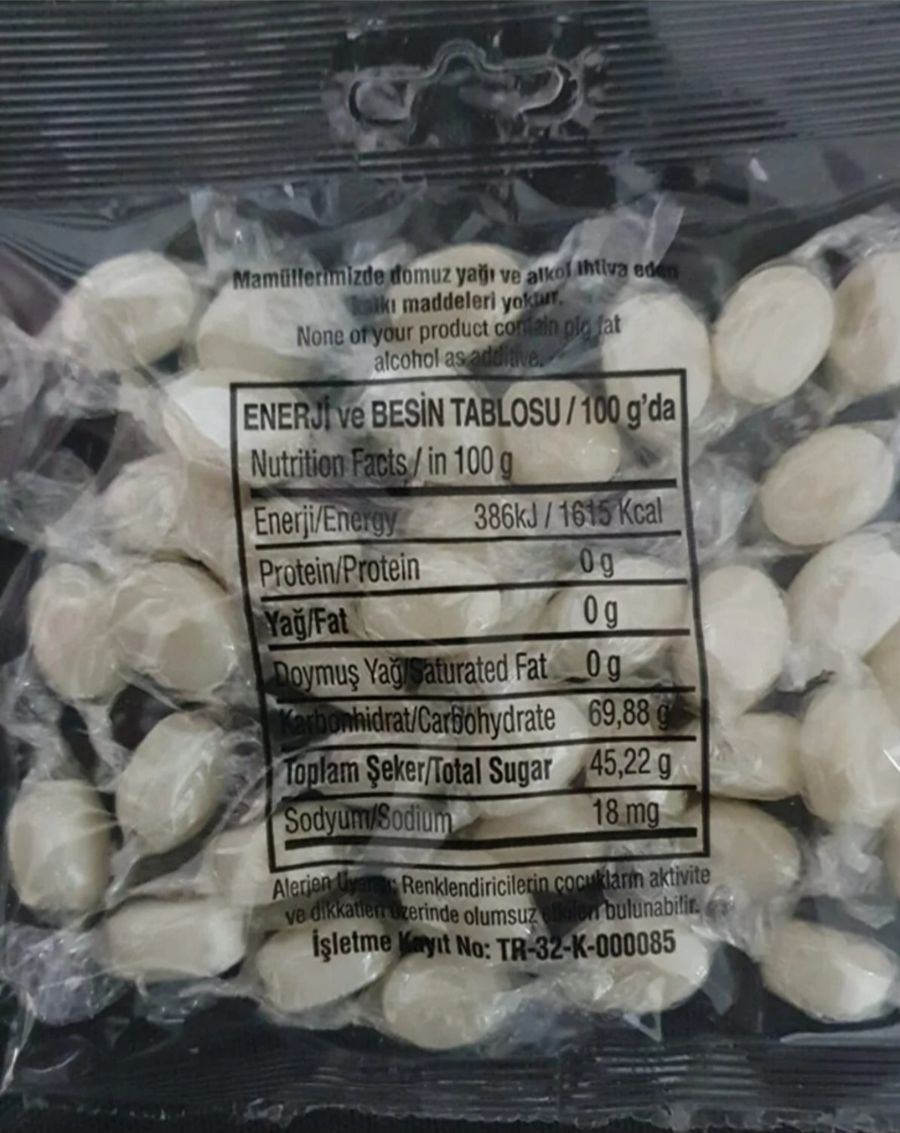 Mamüllerimizde domuz yağı ve alkol ihtiva eden
katkı maddeleri yoktur.
None of your product contain pig fat
alcohol as additive.
ENERJİ ve BESİN TABLOSU / 100 g'da
Nutrition Facts / in 100 g
Enerji/Energy 386kJ / 1615 Kcal
Protein/Protein 0 g
Yağ/Fat 0 g
Doymuş Yağ/Saturated Fat 0 g
Karbonhidrat/Carbohydrate 69,88 g
Toplam Şeker/Total Sugar 45,22 g
Sodyum/Sodium 18 mg
Alerjen Uyarısı: Renklendiricilerin çocukların aktivite
ve dikkatleri üzerinde olumsuz etkileri bulunabilir.
İşletme Kayıt No: TR-32-K-000085